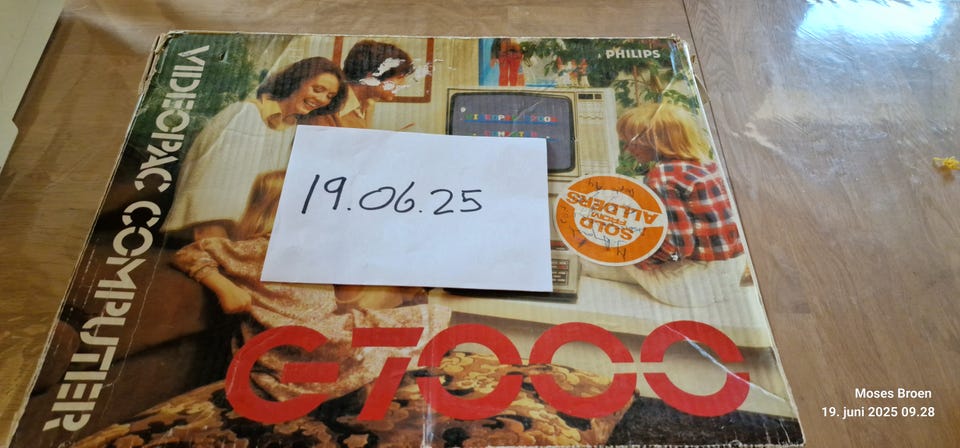 PHILIPS
VIDEOPAC COMPUTER
19.06.25
SOLD
FROM
ALLDERS
G7000
Moses Broen
19. juni 2025 09.28